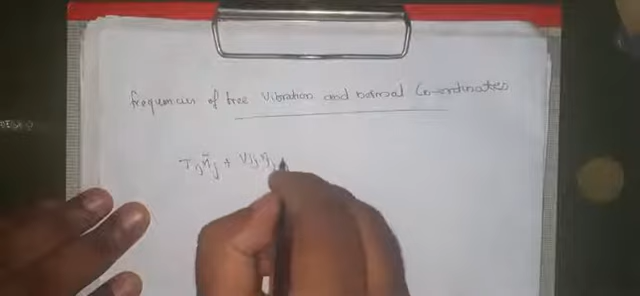 frequencies of free Vibration and normal Co-ordinates
Tij η̈j + Vij ηj